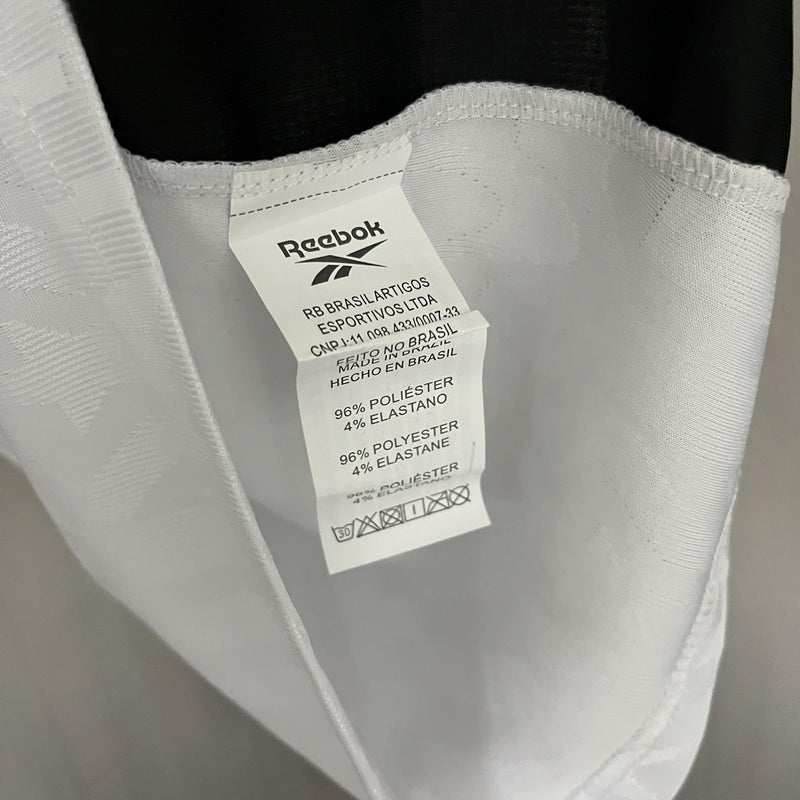 Reebok
RB BRASIL ARTIGOS
ESPORTIVOS LTDA
CNPJ:11.098.433/0007-33
FEITO NO BRASIL
MADE IN BRAZIL
HECHO EN BRASIL
96% POLIÉSTER
4% ELASTANO
96% POLYESTER
4% ELASTANE
96% POLIÉSTER
4% ELASTANO
30